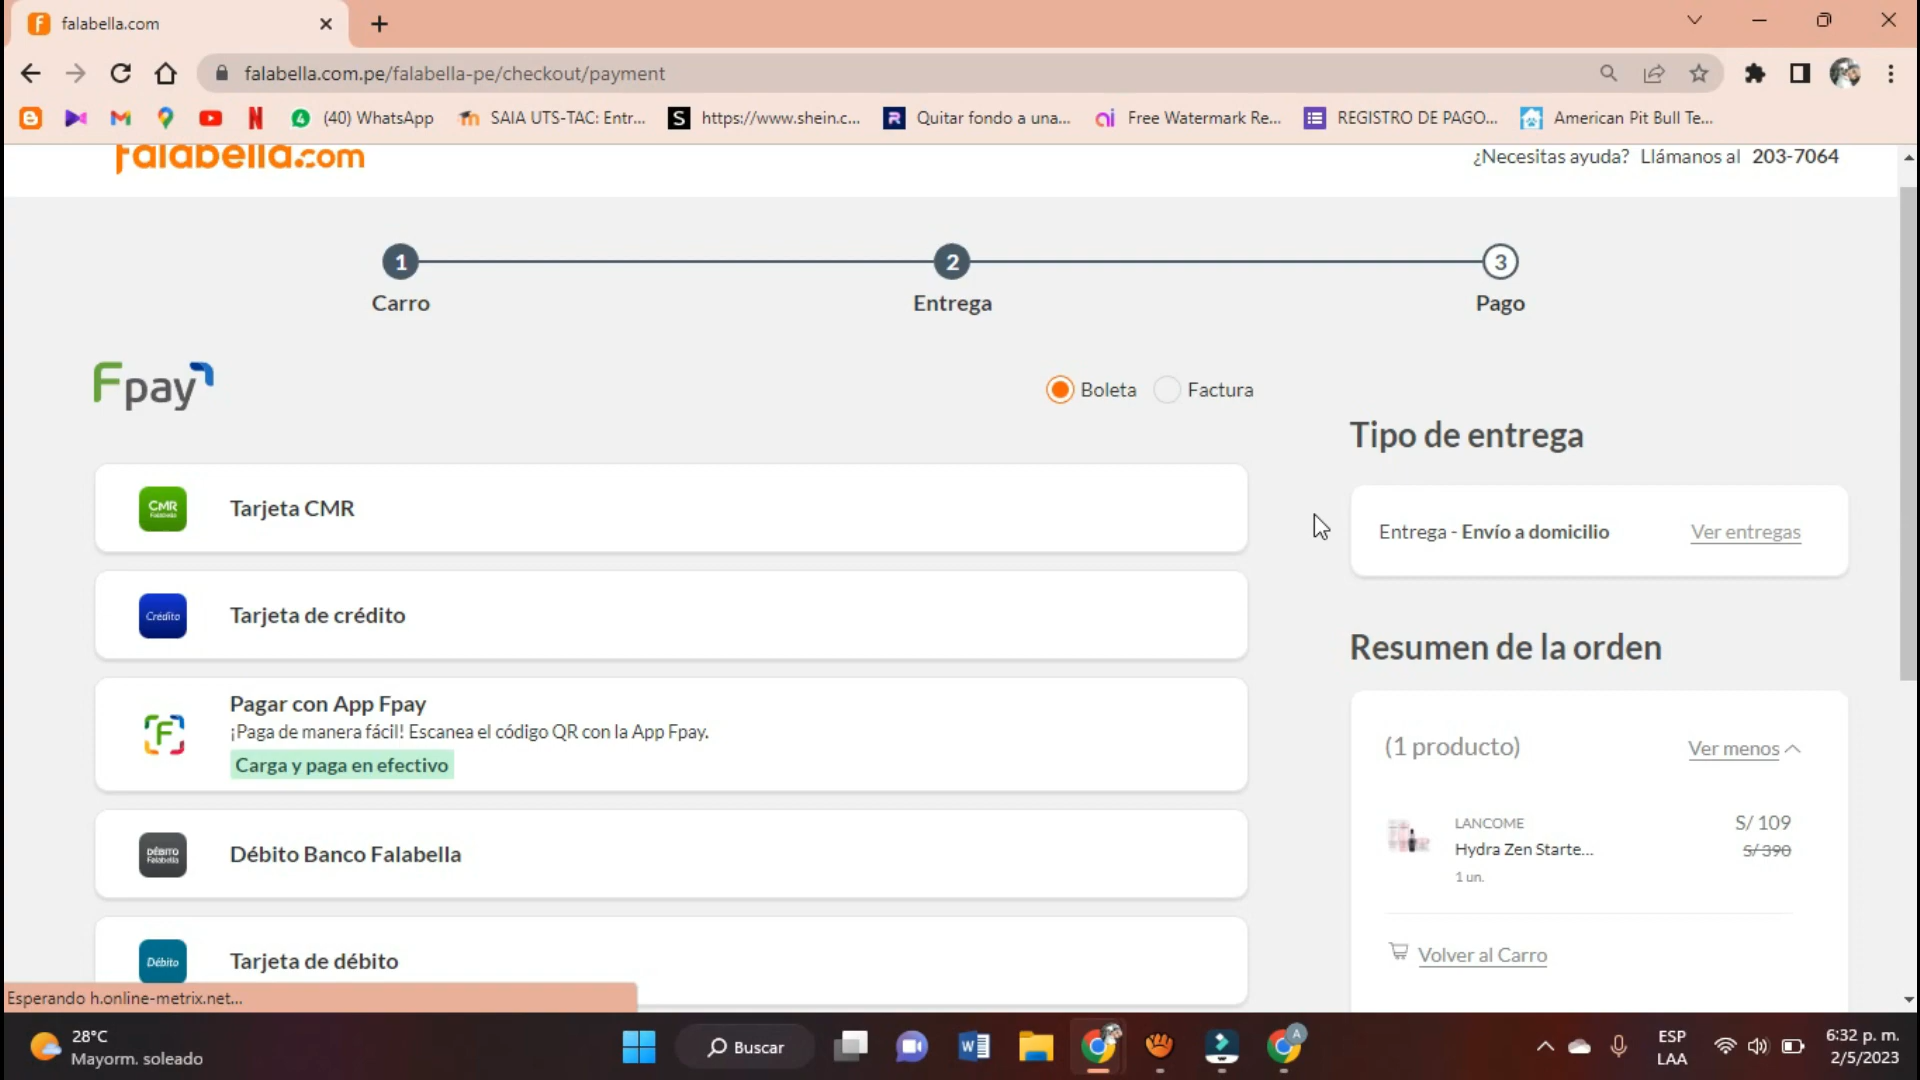 falabella.com
falabella.com.pe/falabella-pe/checkout/payment
(40) WhatsApp
SAIA UTS-TAC: Entr...
https://www.shein.c...
Quitar fondo a una...
Free Watermark Re...
REGISTRO DE PAGO...
American Pit Bull Te...
falabella.com
¿Necesitas ayuda? Llámanos al 203-7064
1
2
3
Carro
Entrega
Pago
Fpay
Boleta
Factura
Tipo de entrega
CMR
Tarjeta CMR
Entrega - Envío a domicilio
Ver entregas
Crédito
Tarjeta de crédito
Resumen de la orden
Pagar con App Fpay
¡Paga de manera fácil! Escanea el código QR con la App Fpay.
Carga y paga en efectivo
(1 producto)
Ver menos
LANCOME
S/ 109
Hydra Zen Starte...
S/ 390
1 un.
DÉBITO
Falabella
Débito Banco Falabella
Volver al Carro
Débito
Tarjeta de débito
Esperando h.online-metrix.net...
28°C
Mayorm. soleado
Buscar
ESP
LAA
6:32 p. m.
2/5/2023